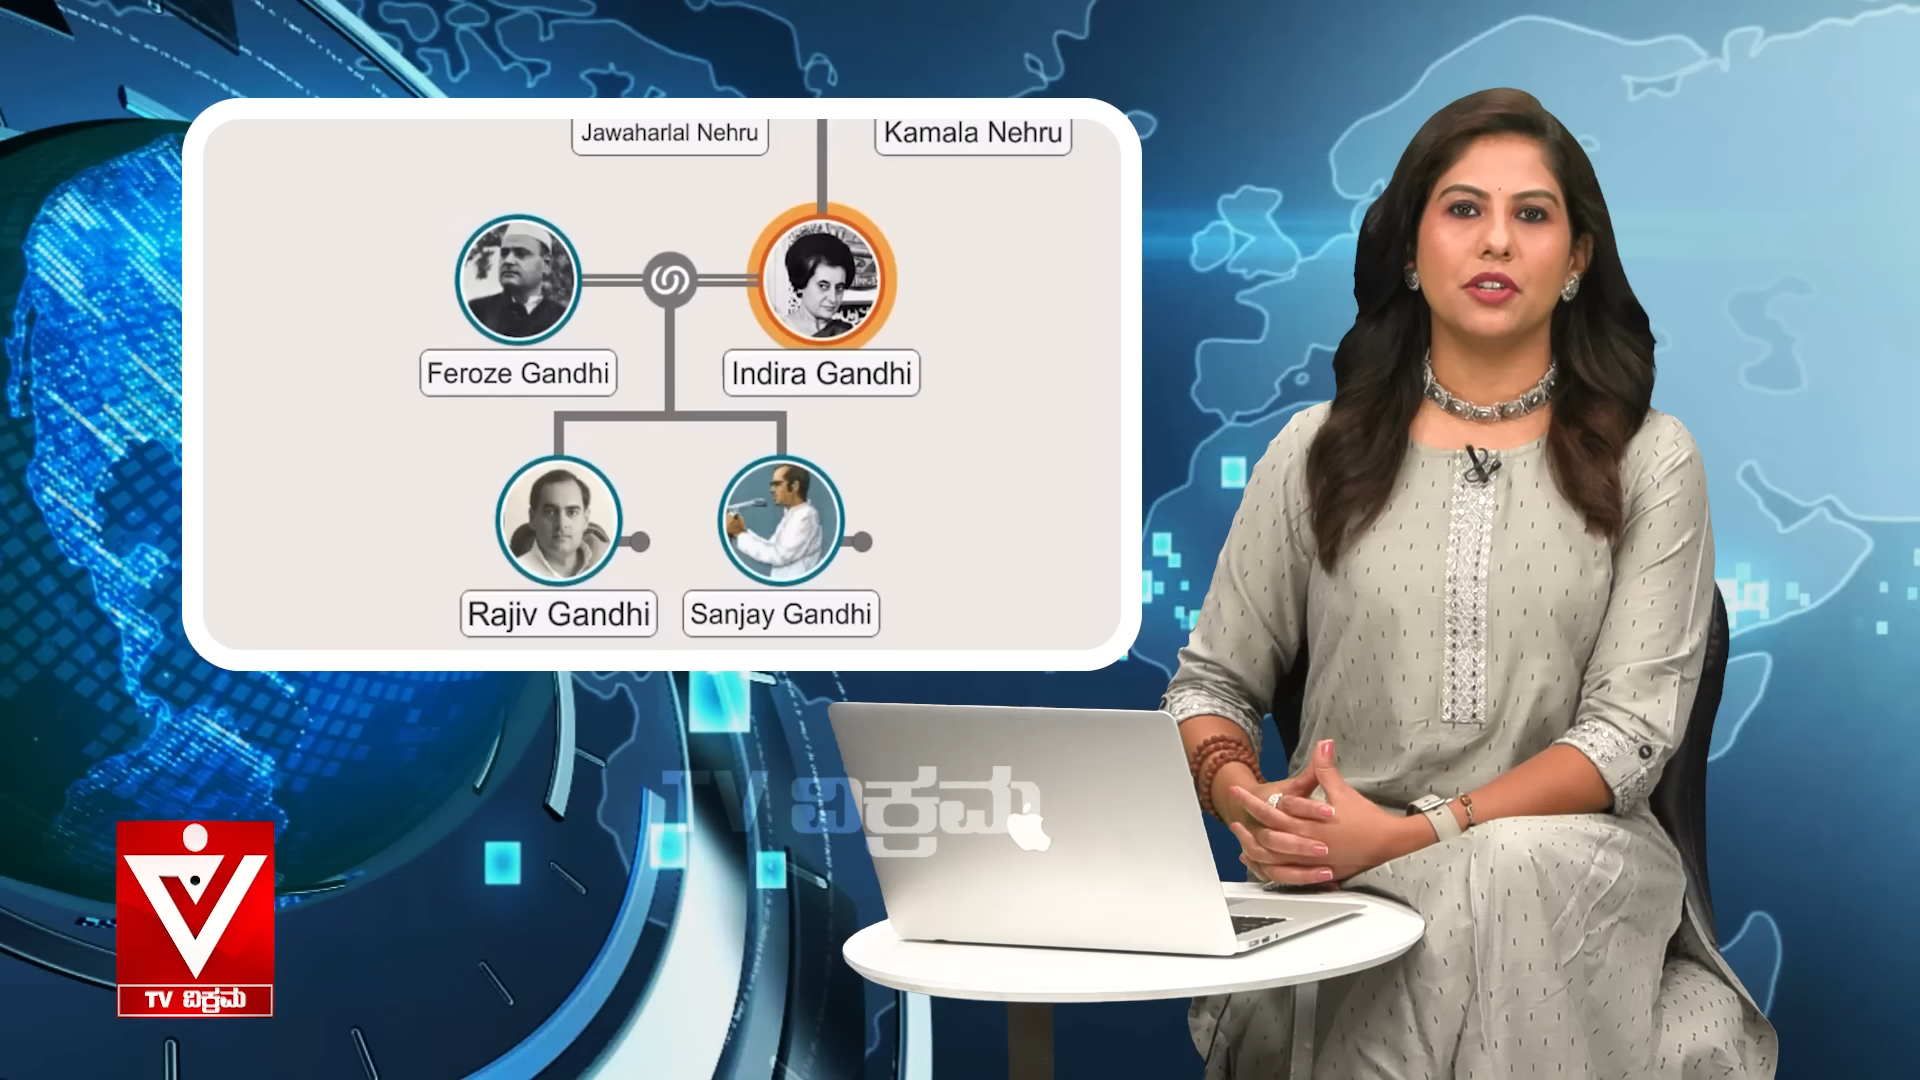 Jawaharlal Nehru
Kamala Nehru
Feroze Gandhi
Indira Gandhi
Rajiv Gandhi
Sanjay Gandhi
TV ವಿಕ್ರಮ
TV ವಿಕ್ರಮ